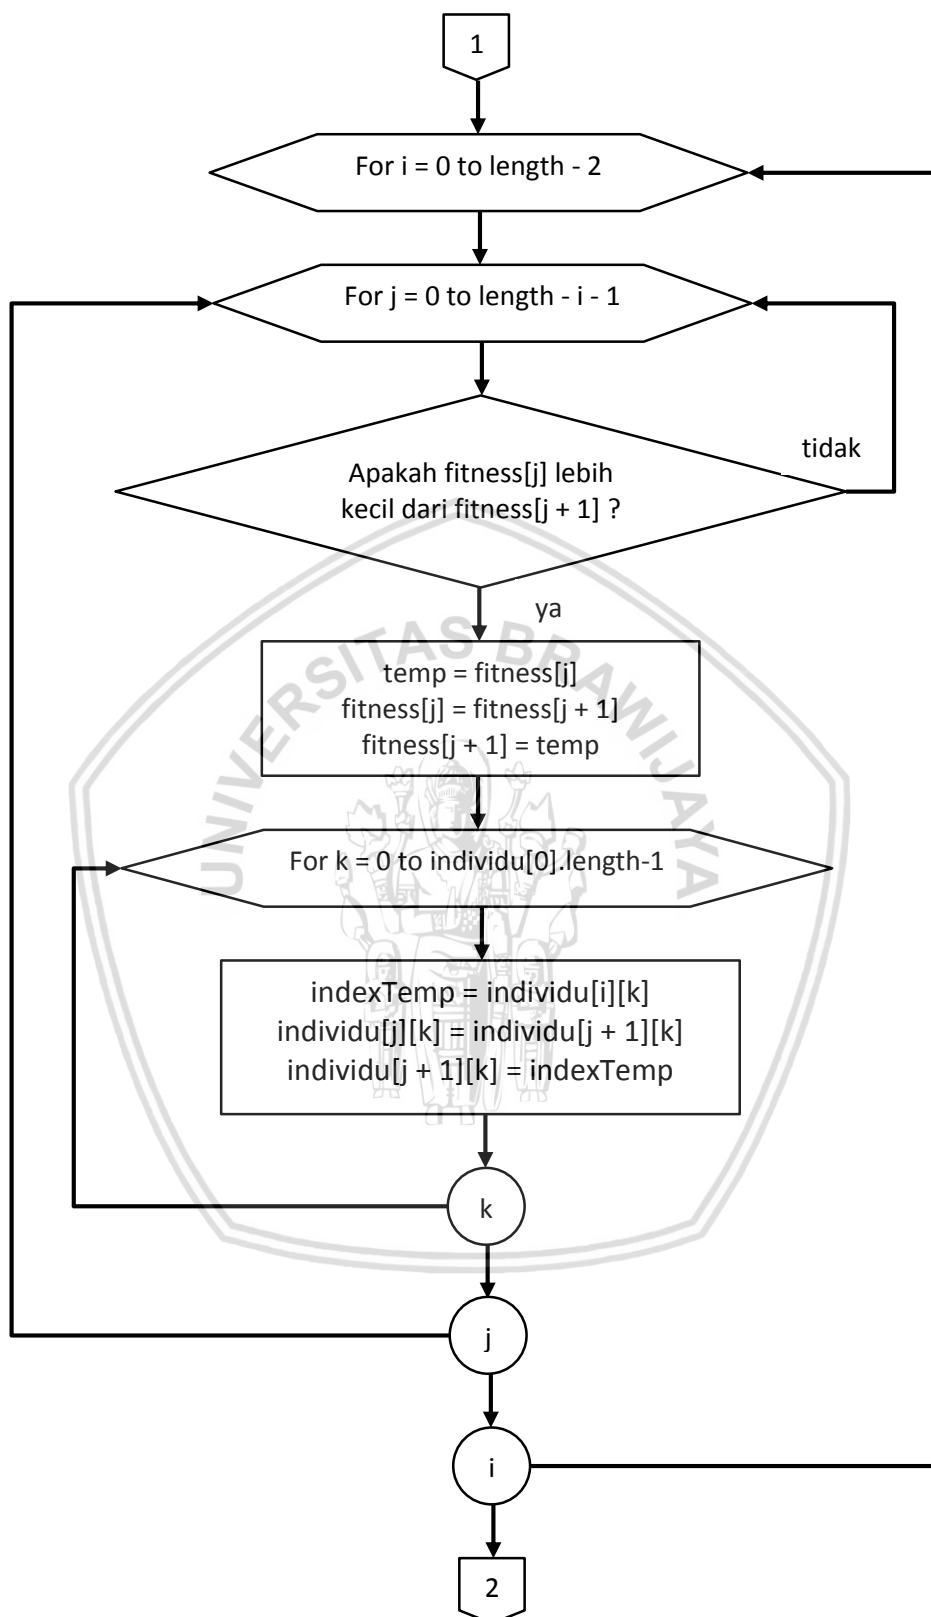 1
For i = 0 to length - 2
For j = 0 to length - i - 1
tidak
Apakah fitness[j] lebih
kecil dari fitness[j + 1] ?
ya
UNIVERSITAS BRAWIJAYA
temp = fitness[j]
fitness[j] = fitness[j + 1]
fitness[j + 1] = temp
For k = 0 to individu[0].length-1
indexTemp = individu[i][k]
individu[j][k] = individu[j + 1][k]
individu[j + 1][k] = indexTemp
k
j
i
2